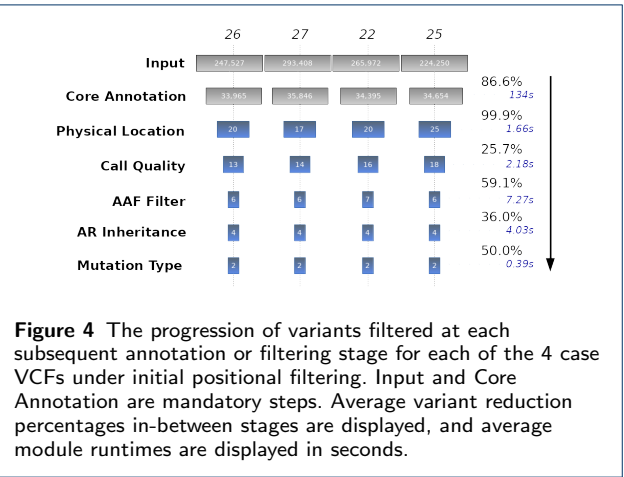 26 27 22 25
Input 247.527 293.408 265.972 224.250
86.6%
Core Annotation 33.965 35.846 34.395 34.654
134s
99.9%
Physical Location 20 17 20 25
1.66s
25.7%
Call Quality 13 14 16 18
2.18s
59.1%
AAF Filter 6 6 7 6
7.27s
36.0%
AR Inheritance 4 4 4 4
4.03s
50.0%
Mutation Type 2 2 2 2
0.39s
Figure 4 The progression of variants filtered at each
subsequent annotation or filtering stage for each of the 4 case
VCFs under initial positional filtering. Input and Core
Annotation are mandatory steps. Average variant reduction
percentages in-between stages are displayed, and average
module runtimes are displayed in seconds.